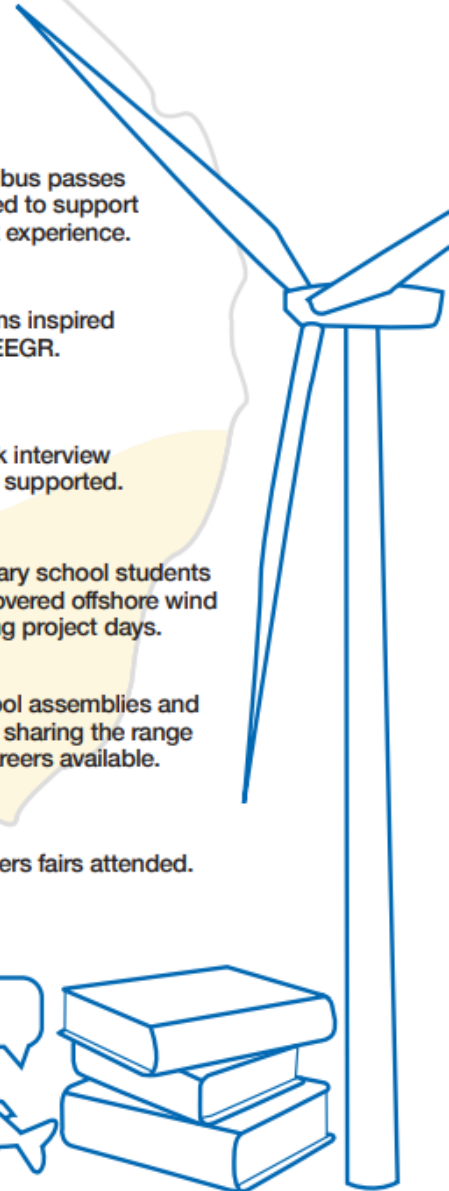 bus passes
ed to support
experience.
ns inspired
EEGR.
k interview
supported.
ary school students
overed offshore wind
ng project days.
ool assemblies and
sharing the range
reers available.
ers fairs attended.